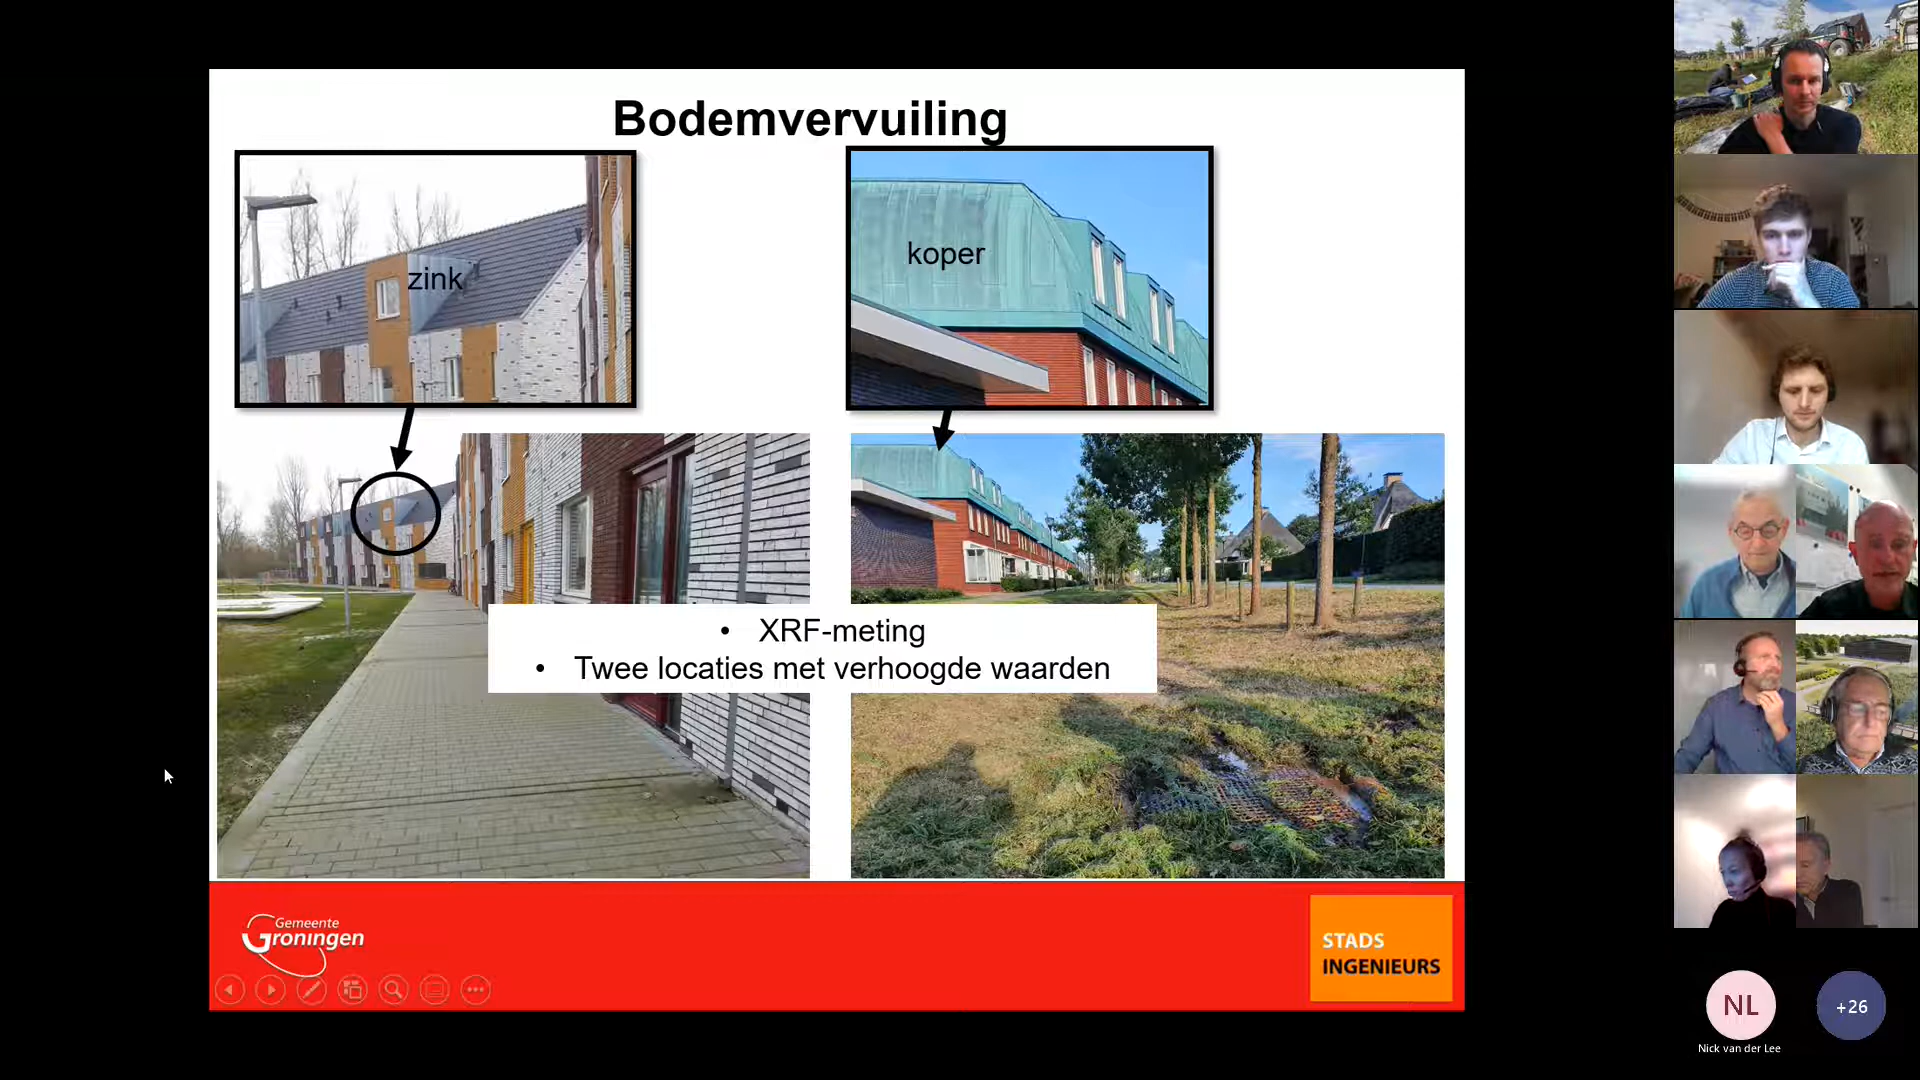 Bodemvervuiling
zink
koper
• XRF-meting
• Twee locaties met verhoogde waarden
Gemeente
Groningen
STADS
INGENIEURS
NL
+26
Nick van der Lee